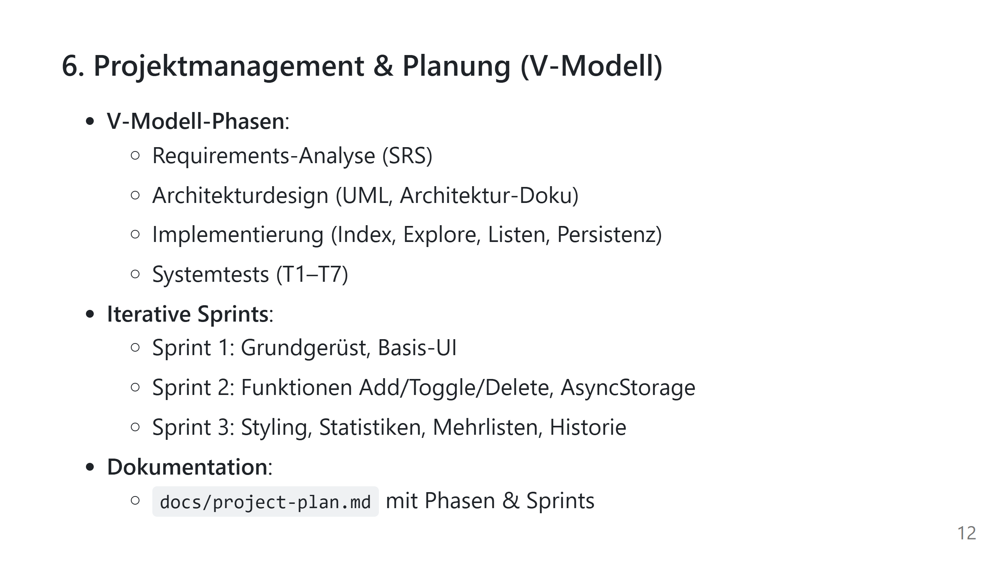 6. Projektmanagement & Planung (V-Modell)
• V-Modell-Phasen:
○ Requirements-Analyse (SRS)
○ Architekturdesign (UML, Architektur-Doku)
○ Implementierung (Index, Explore, Listen, Persistenz)
○ Systemtests (T1–T7)
• Iterative Sprints:
○ Sprint 1: Grundgerüst, Basis-UI
○ Sprint 2: Funktionen Add/Toggle/Delete, AsyncStorage
○ Sprint 3: Styling, Statistiken, Mehrlisten, Historie
• Dokumentation:
○ docs/project-plan.md mit Phasen & Sprints
12